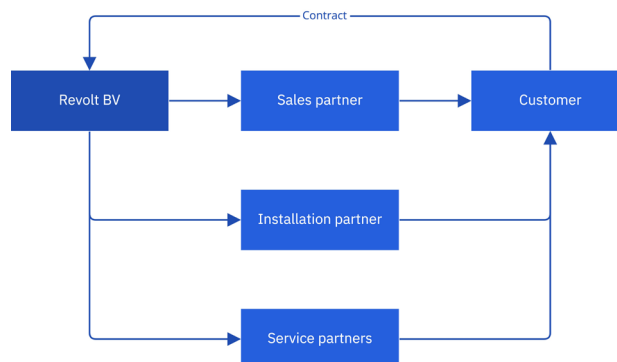 Contract
Revolt BV
Sales partner
Customer
Installation partner
Service partners